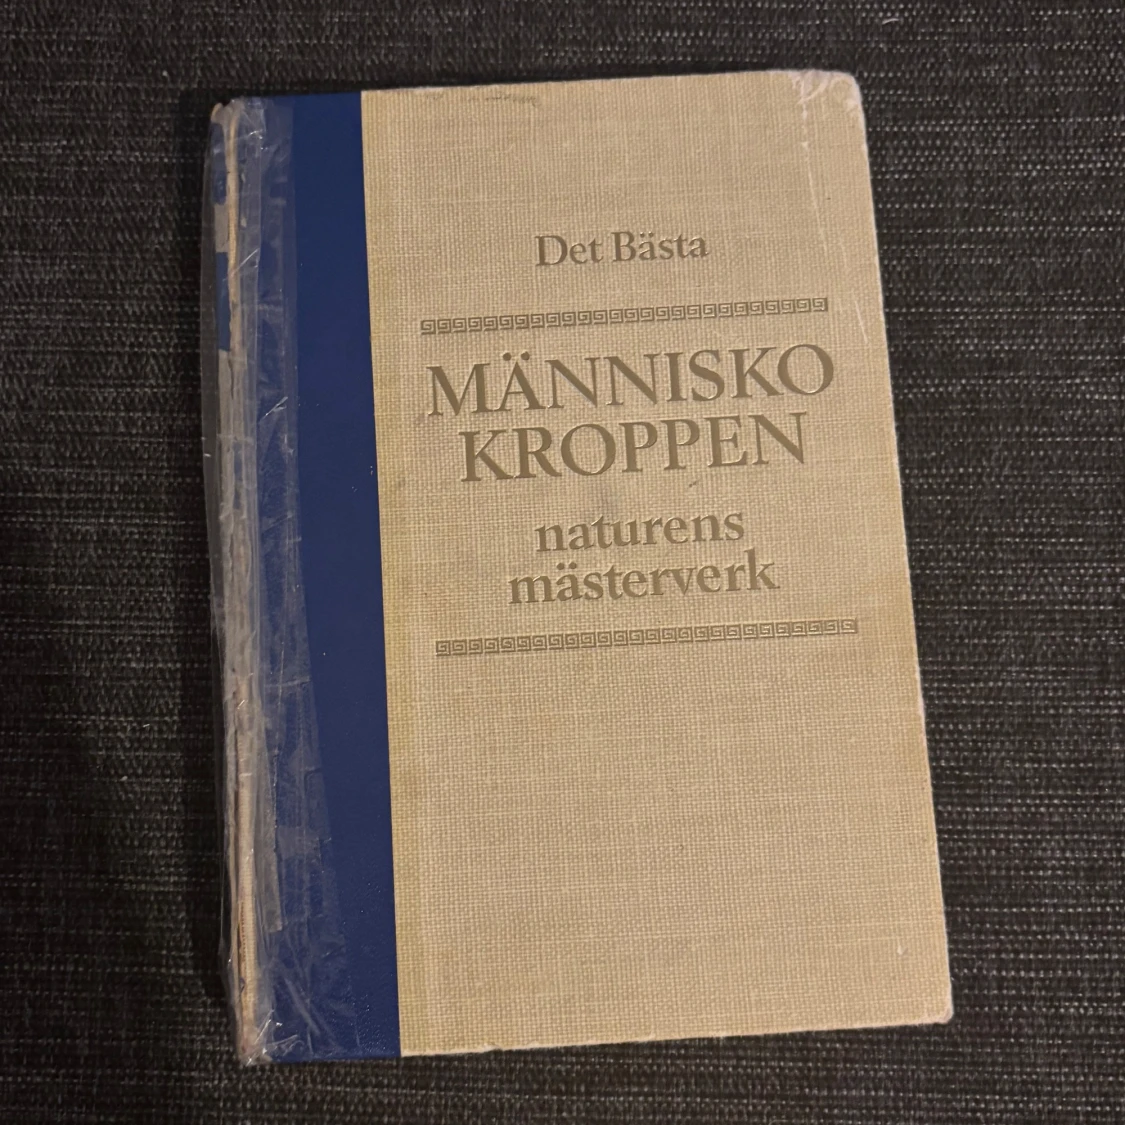 Det Bästa
MÄNNISKO
KROPPEN
naturens
mästerverk